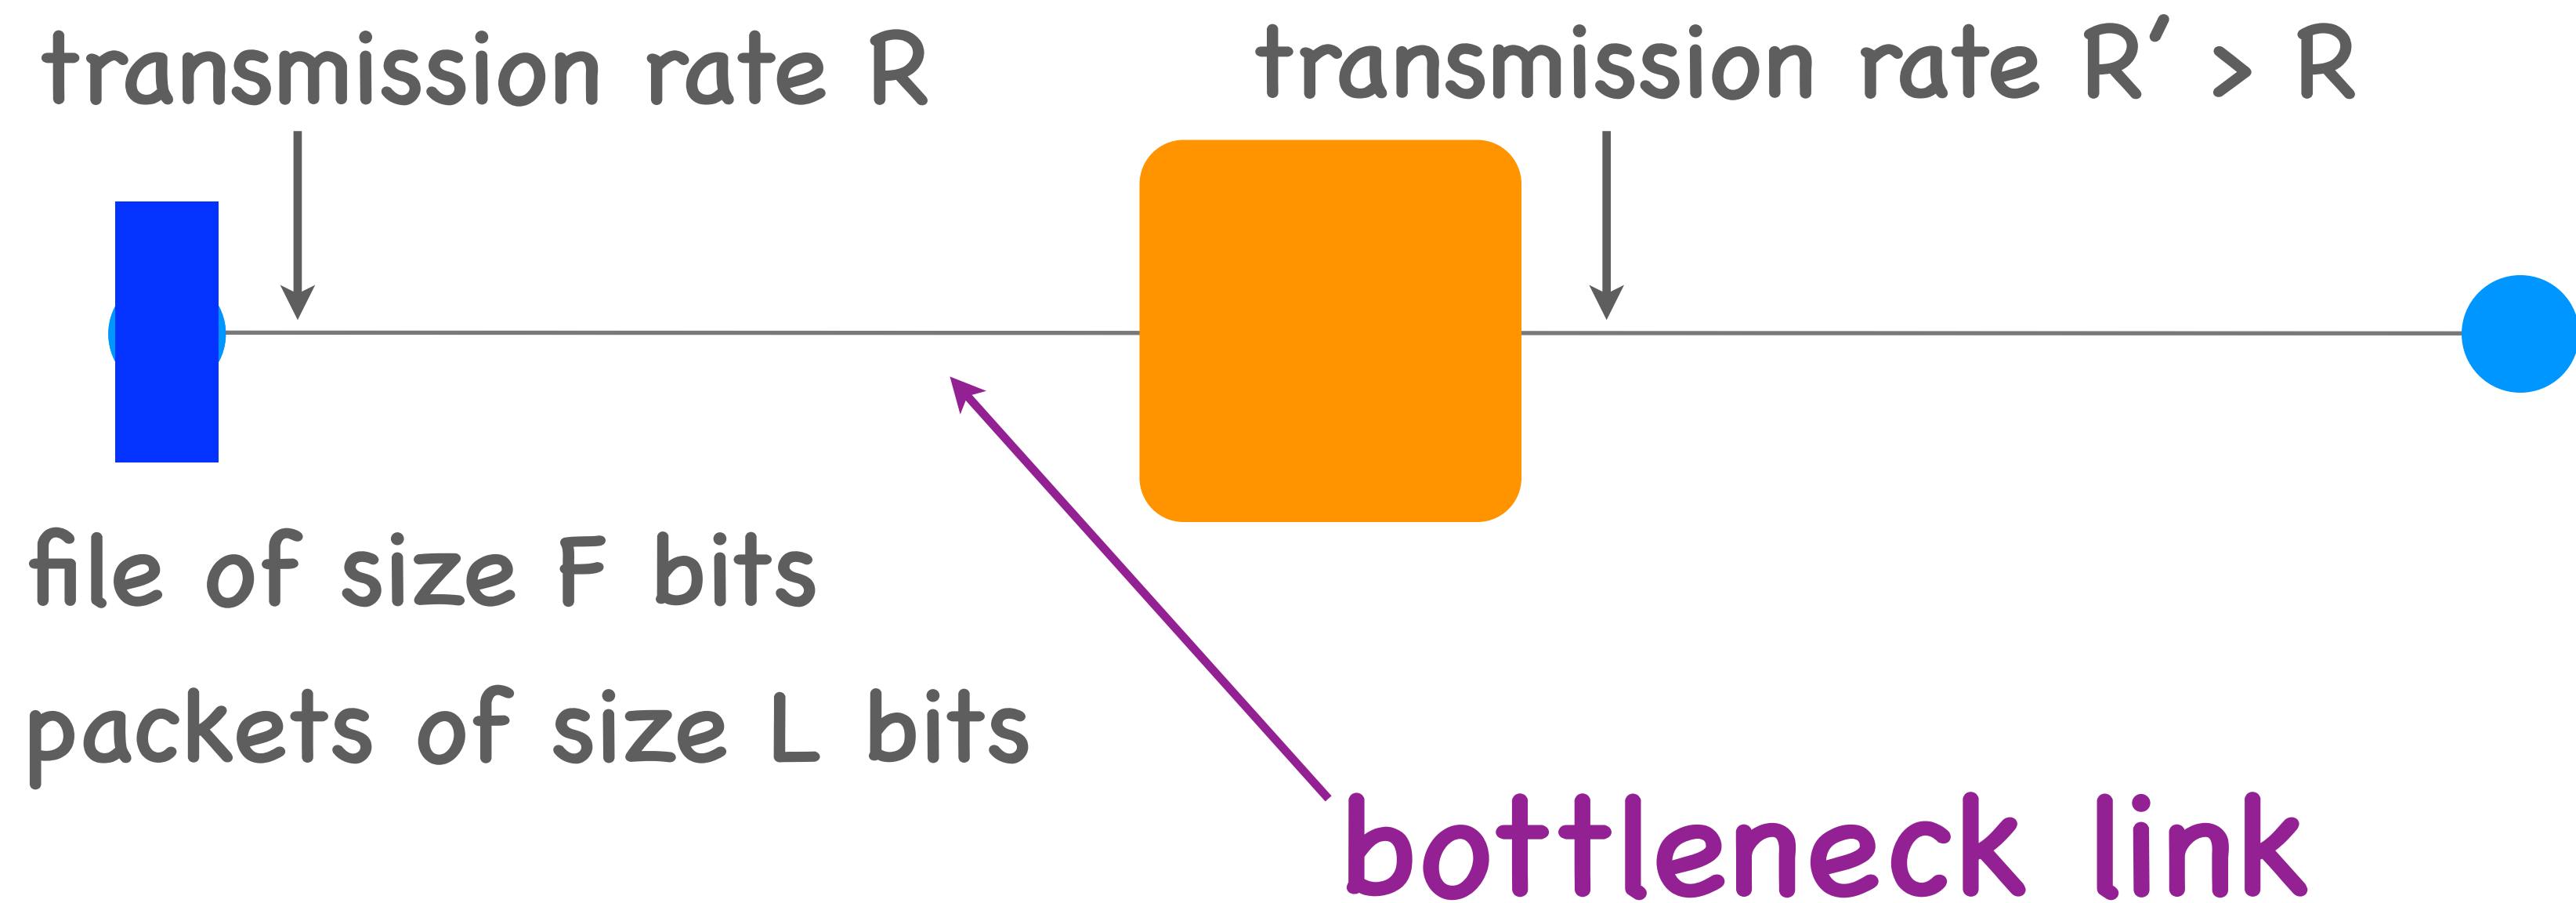 transmission rate R
transmission rate R′ > R
file of size F bits
packets of size L bits
bottleneck link